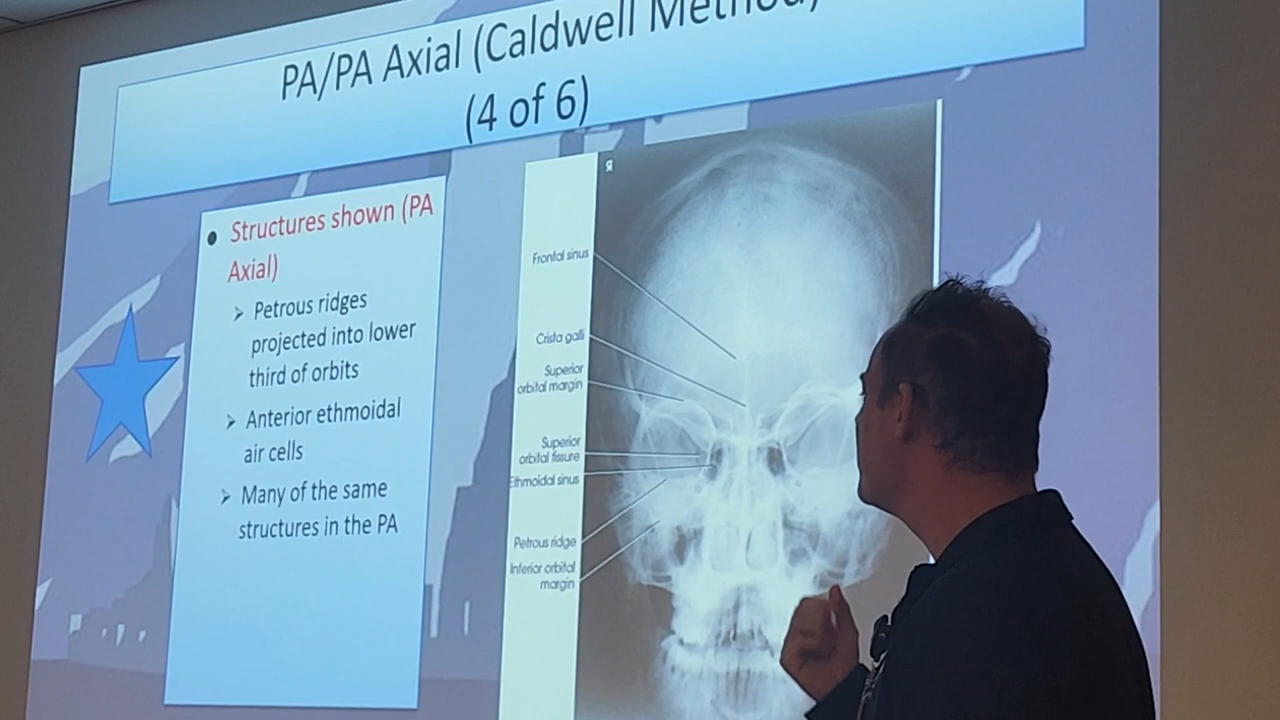 PA/PA Axial (Caldwell Method)
(4 of 6)
Structures shown (PA
Axial)
Petrous ridges
projected into lower
third of orbits
Anterior ethmoidal
air cells
Many of the same
structures in the PA
R
Frontal sinus
Crista galli
Superior
orbital margin
Superior
orbital fissure
Ethmoidal sinus
Petrous ridge
Inferior orbital
margin